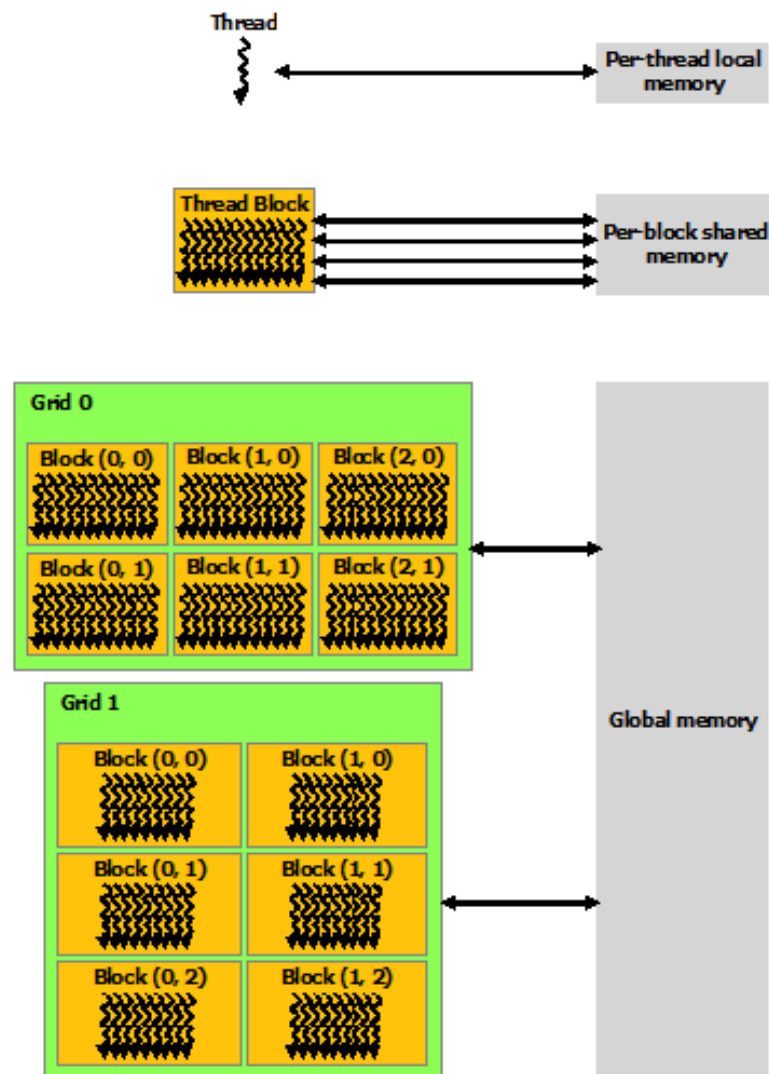 Thread
Per-thread local
memory
Thread Block
Per-block shared
memory
Grid 0
Block (0, 0)
Block (1, 0)
Block (2, 0)
Block (0, 1)
Block (1, 1)
Block (2, 1)
Grid 1
Block (0, 0)
Block (1, 0)
Block (0, 1)
Block (1, 1)
Block (0, 2)
Block (1, 2)
Global memory